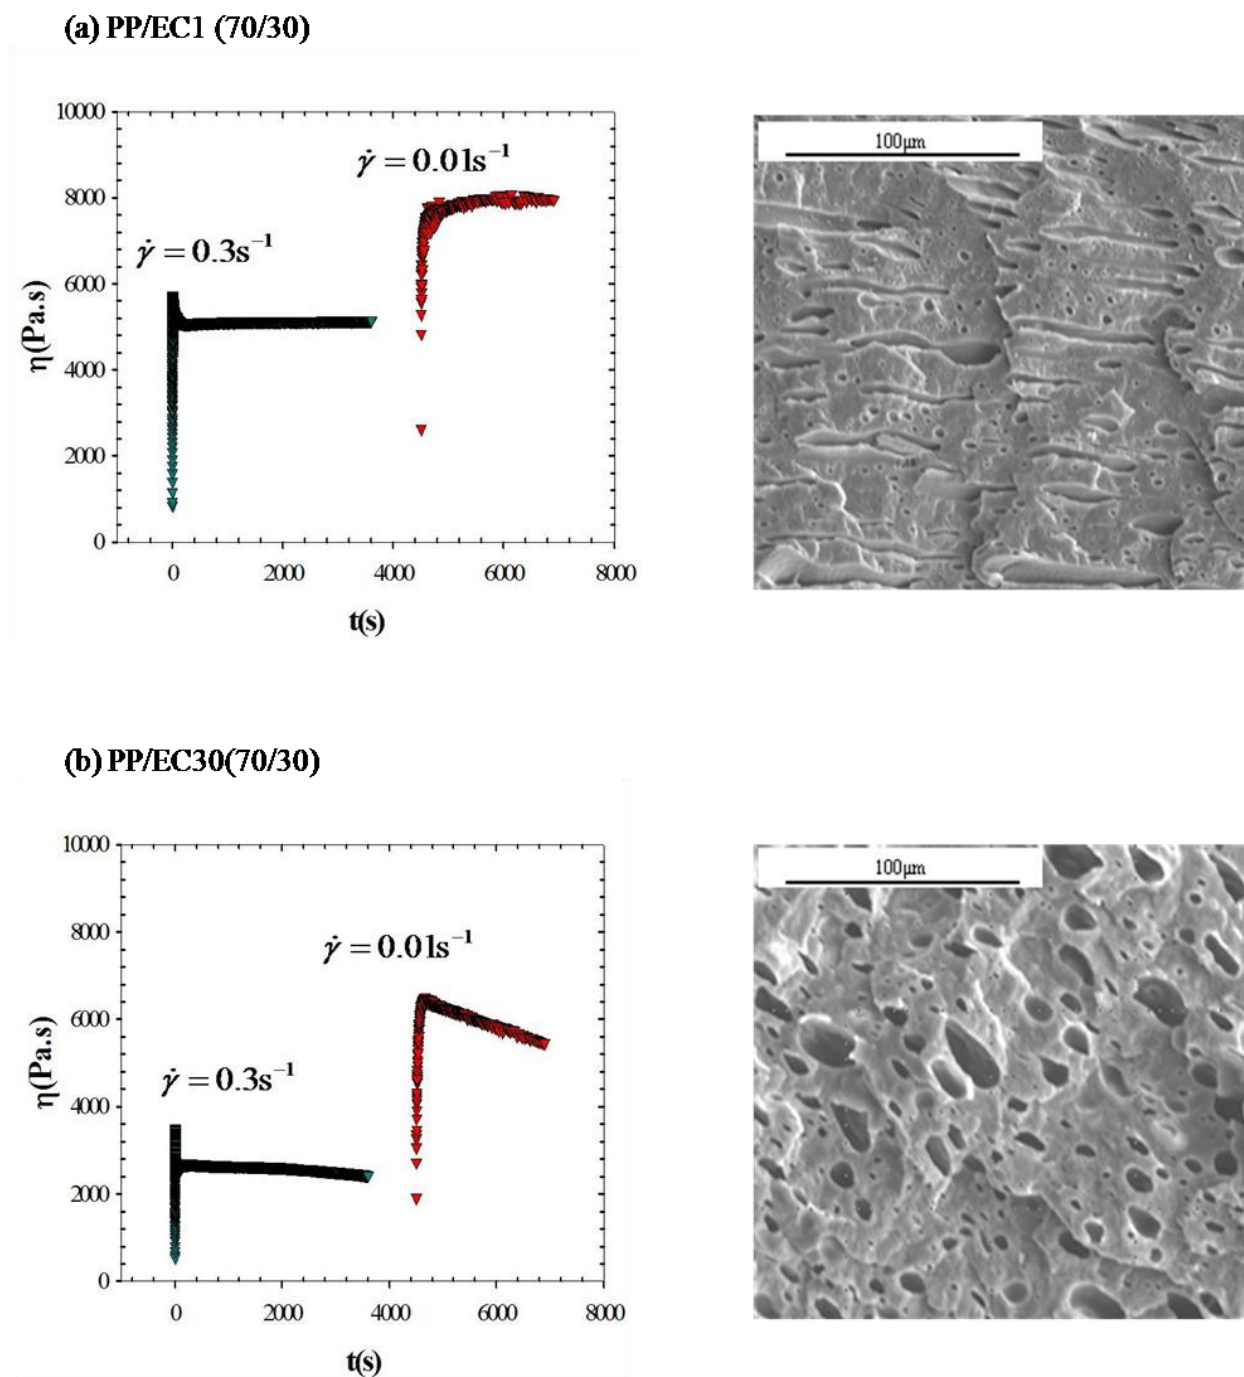 (a) PP/EC1 (70/30)
10000
8000
6000
4000
2000
0
η(Pa.s)
γ̇ = 0.3s⁻¹
γ̇ = 0.01s⁻¹
0 2000 4000 6000 8000
t(s)
100µm
(b) PP/EC30(70/30)
10000
8000
6000
4000
2000
0
η(Pa.s)
γ̇ = 0.3s⁻¹
γ̇ = 0.01s⁻¹
0 2000 4000 6000 8000
t(s)
100µm